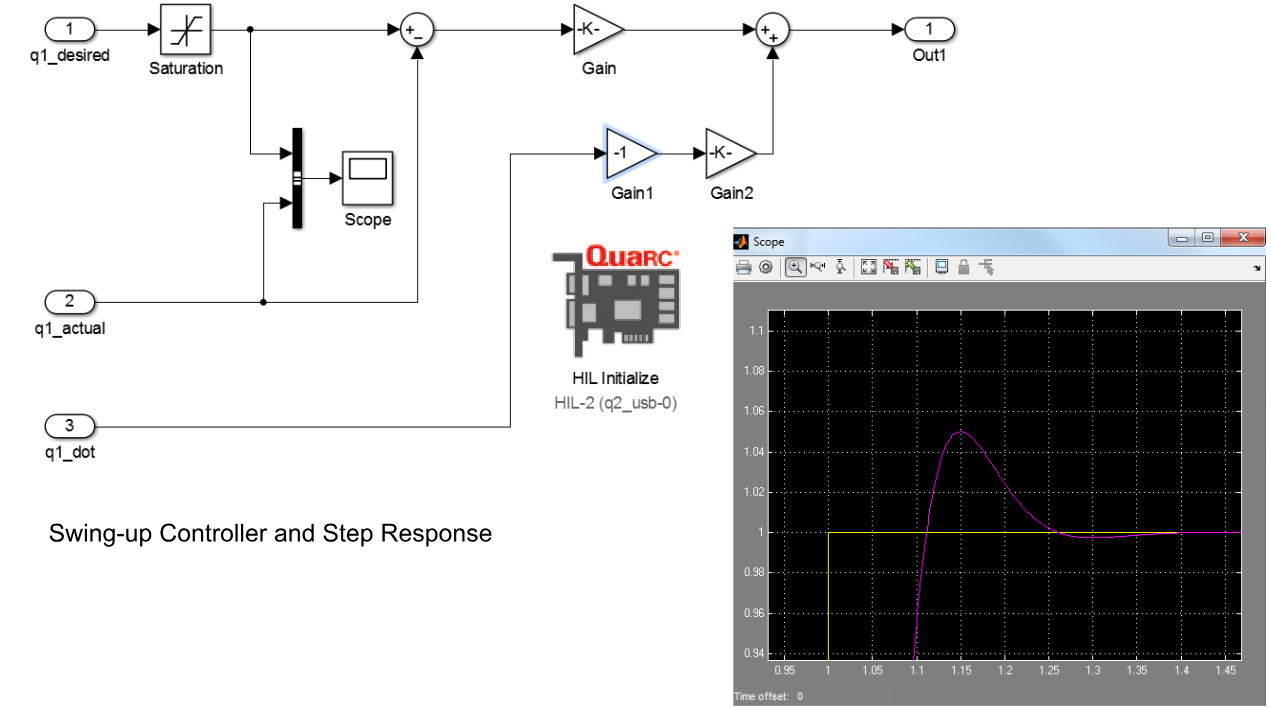 1
q1_desired
Saturation
+
−
-K-
Gain
+
+
1
Out1
Scope
-1
Gain1
-K-
Gain2
2
q1_actual
QUARC®
HIL Initialize
HIL-2 (q2_usb-0)
3
q1_dot
Swing-up Controller and Step Response
Scope
1.1
1.08
1.06
1.04
1.02
1
0.98
0.96
0.94
0.95 1 1.05 1.1 1.15 1.2 1.25 1.3 1.35 1.4 1.45
Time offset: 0